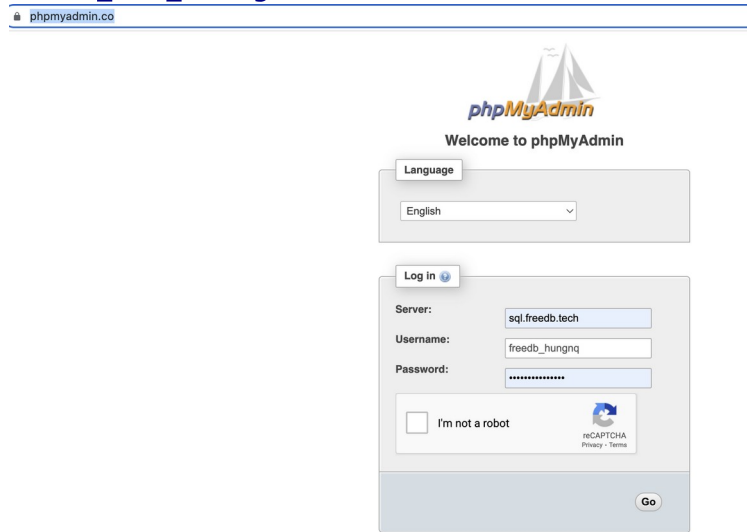 phpmyadmin.co
phpMyAdmin
Welcome to phpMyAdmin
Language
English
Log in
Server:
sql.freedb.tech
Username:
freedb_hungnq
Password:
•••••••••••••••
I'm not a robot
reCAPTCHA
Privacy - Terms
Go